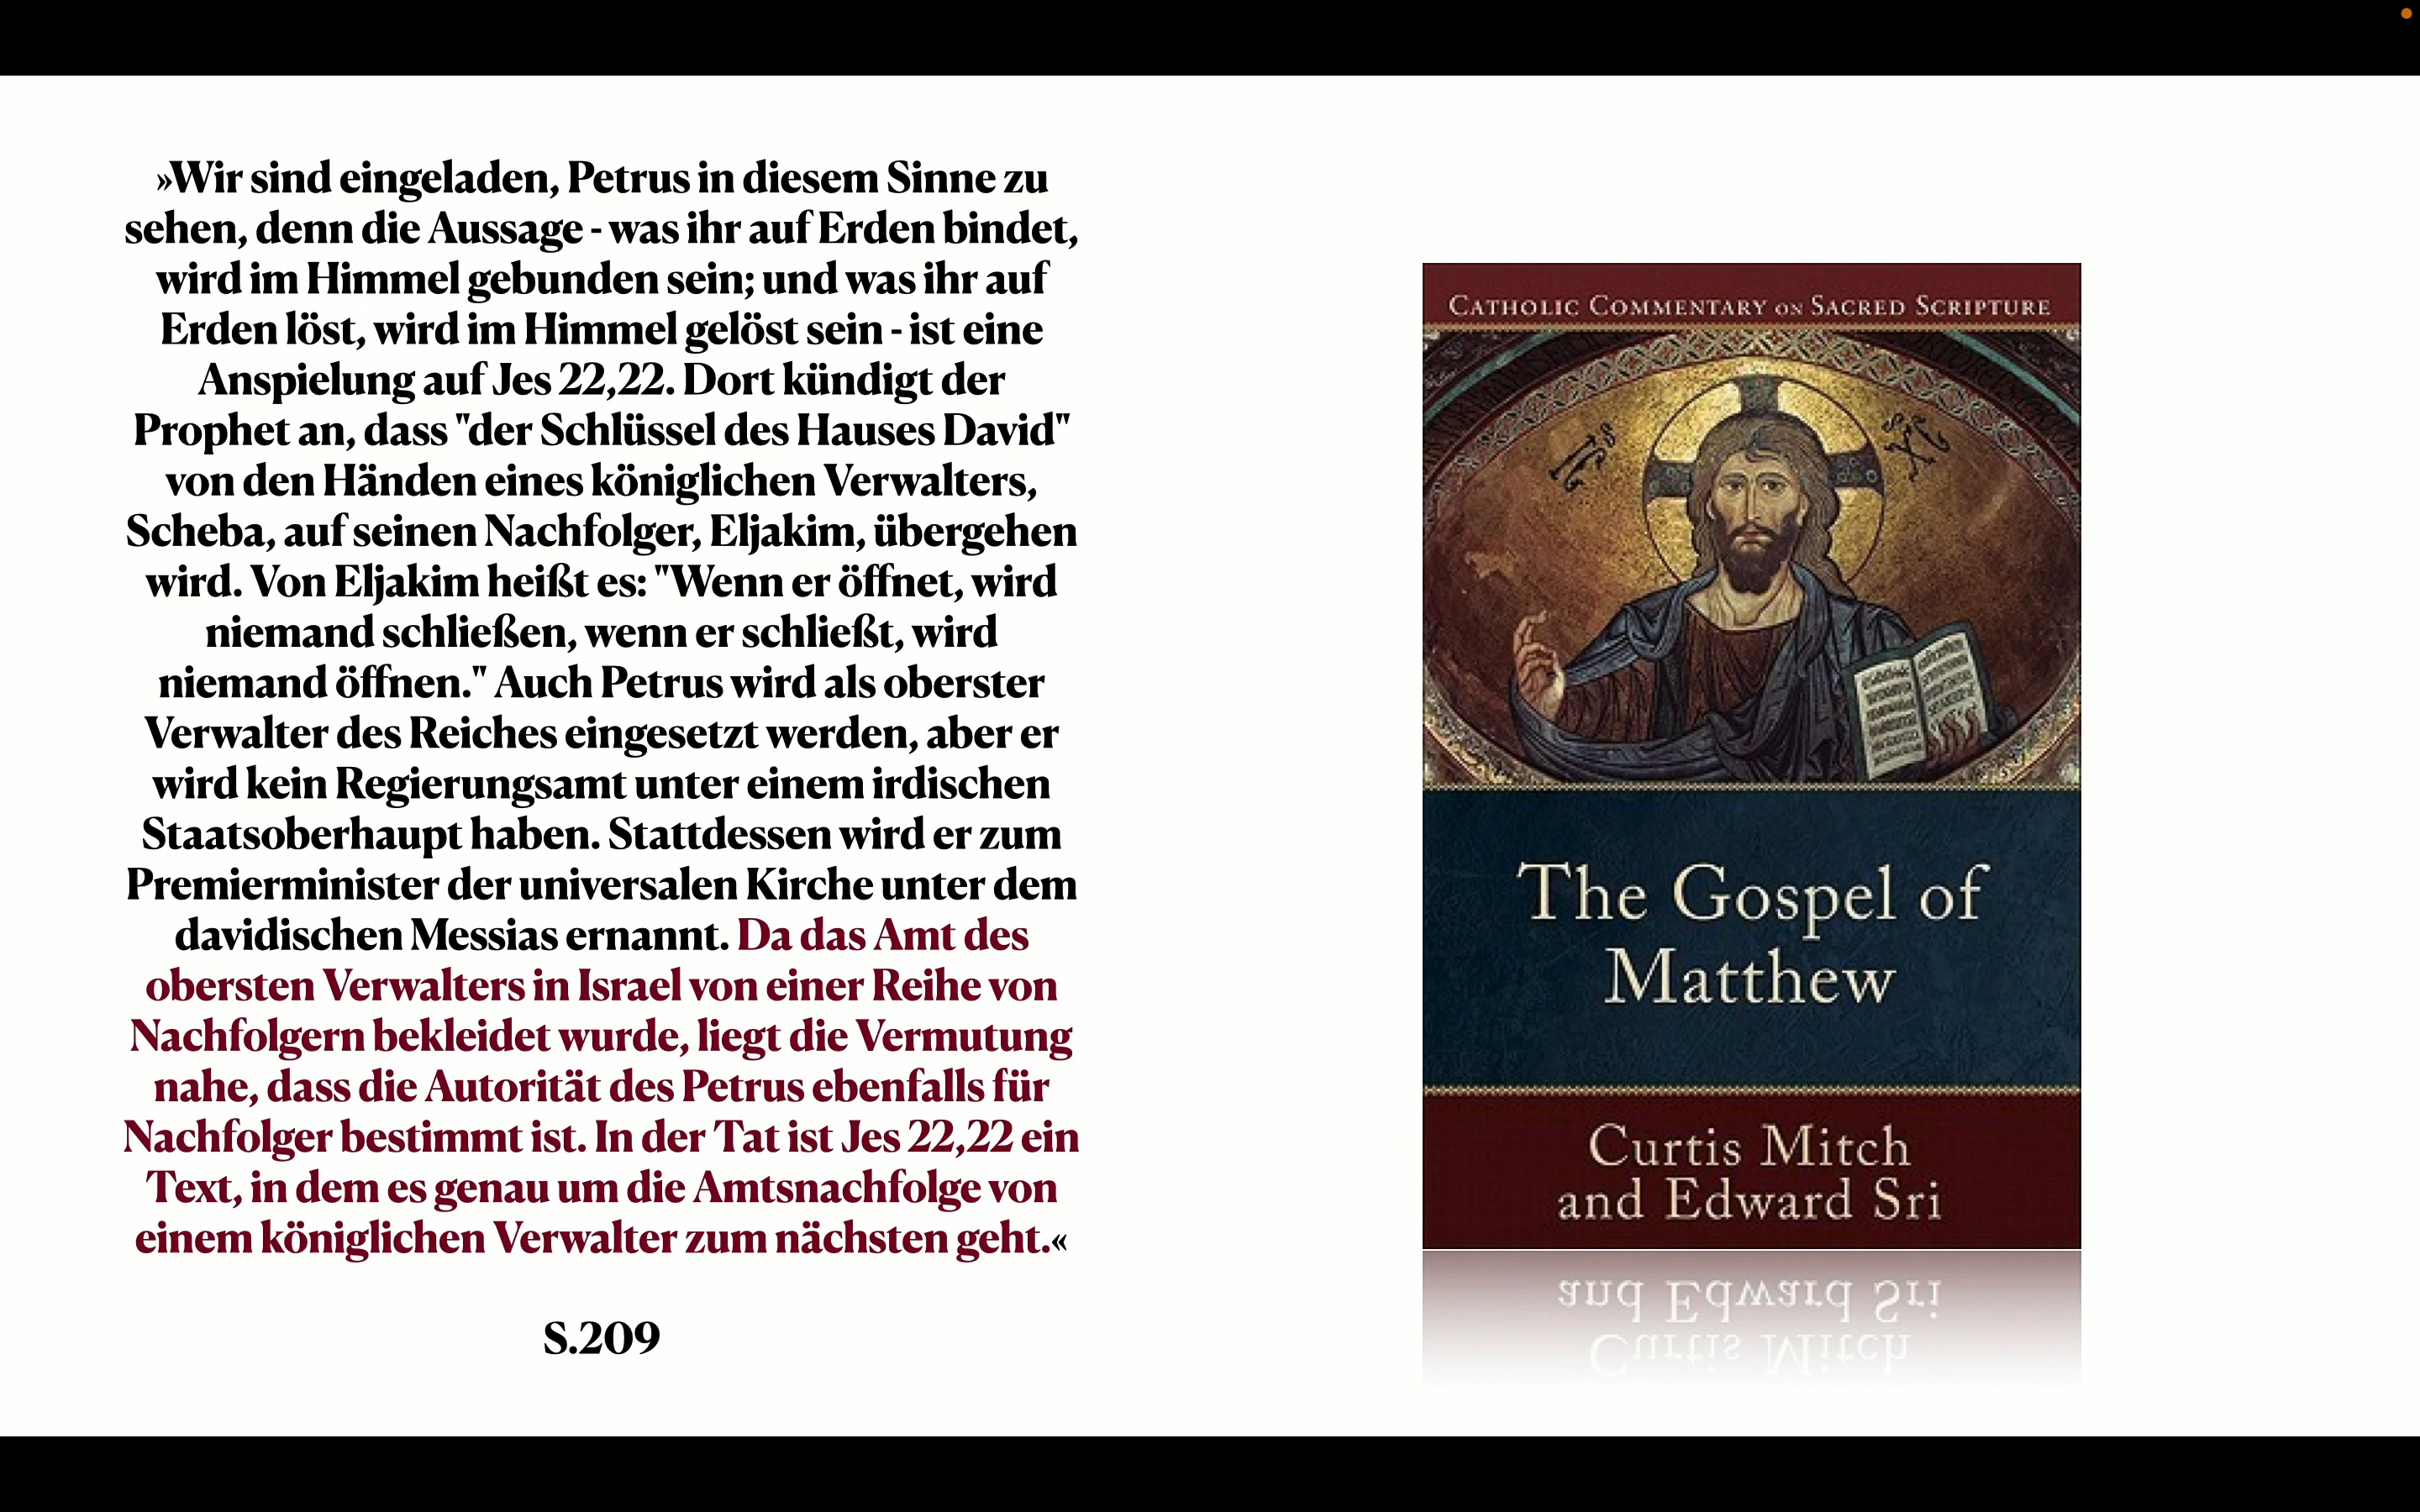 »Wir sind eingeladen, Petrus in diesem Sinne zu
sehen, denn die Aussage - was ihr auf Erden bindet,
wird im Himmel gebunden sein; und was ihr auf
Erden löst, wird im Himmel gelöst sein - ist eine
Anspielung auf Jes 22,22. Dort kündigt der
Prophet an, dass "der Schlüssel des Hauses David"
von den Händen eines königlichen Verwalters,
Scheba, auf seinen Nachfolger, Eljakim, übergehen
wird. Von Eljakim heißt es: "Wenn er öffnet, wird
niemand schließen, wenn er schließt, wird
niemand öffnen." Auch Petrus wird als oberster
Verwalter des Reiches eingesetzt werden, aber er
wird kein Regierungsamt unter einem irdischen
Staatsoberhaupt haben. Stattdessen wird er zum
Premierminister der universalen Kirche unter dem
davidischen Messias ernannt. Da das Amt des
obersten Verwalters in Israel von einer Reihe von
Nachfolgern bekleidet wurde, liegt die Vermutung
nahe, dass die Autorität des Petrus ebenfalls für
Nachfolger bestimmt ist. In der Tat ist Jes 22,22 ein
Text, in dem es genau um die Amtsnachfolge von
einem königlichen Verwalter zum nächsten geht.«
S.209
CATHOLIC COMMENTARY ON SACRED SCRIPTURE
The Gospel of
Matthew
Curtis Mitch
and Edward Sri